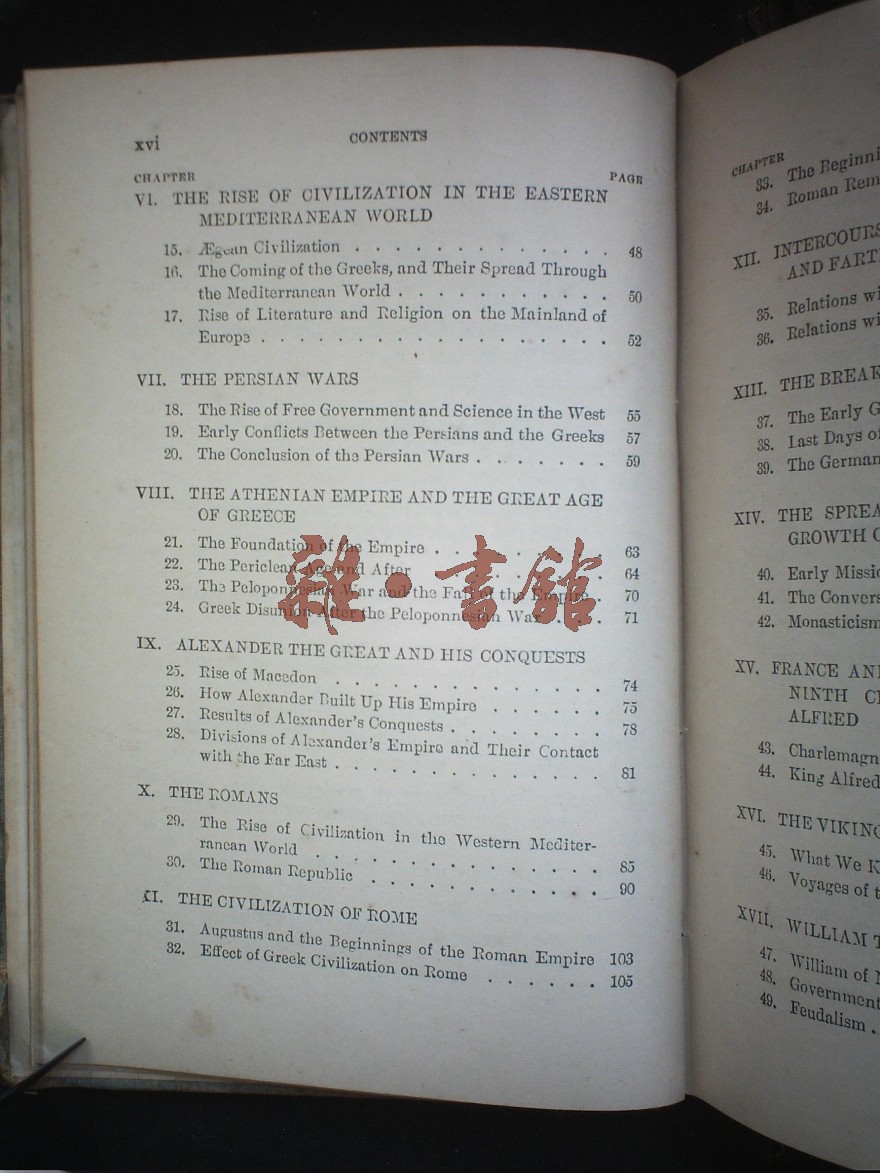 xvi CONTENTS
CHAPTER PAGE
VI. THE RISE OF CIVILIZATION IN THE EASTERN
MEDITERRANEAN WORLD
15. Ægean Civilization . . . . . . . . . . . . . 48
16. The Coming of the Greeks, and Their Spread Through
the Mediterranean World . . . . . . . . . . . 50
17. Rise of Literature and Religion on the Mainland of
Europe . . . . . . . . . . . . . . . . . . 52
VII. THE PERSIAN WARS
18. The Rise of Free Government and Science in the West 55
19. Early Conflicts Between the Persians and the Greeks 57
20. The Conclusion of the Persian Wars . . . . . . . 59
VIII. THE ATHENIAN EMPIRE AND THE GREAT AGE
OF GREECE
21. The Foundation of the Empire . . . . . . . . . 63
22. The Periclean Age and After . . . . . . . . . 64
23. The Peloponnesian War and the Fall of the Empire . 70
24. Greek Disunion After the Peloponnesian War . . . 71
雜·書館
IX. ALEXANDER THE GREAT AND HIS CONQUESTS
25. Rise of Macedon . . . . . . . . . . . . . . 74
26. How Alexander Built Up His Empire . . . . . . 75
27. Results of Alexander's Conquests . . . . . . . . 78
28. Divisions of Alexander's Empire and Their Contact
with the Far East . . . . . . . . . . . . . . 81
X. THE ROMANS
29. The Rise of Civilization in the Western Mediter-
ranean World . . . . . . . . . . . . . . . 85
30. The Roman Republic . . . . . . . . . . . . 90
XI. THE CIVILIZATION OF ROME
31. Augustus and the Beginnings of the Roman Empire 103
32. Effect of Greek Civilization on Rome . . . . . . 105
CHAPTER
33. The Beginni
34. Roman Rem
XII. INTERCOURS
AND FART
35. Relations wi
36. Relations wi
XIII. THE BREAK
37. The Early G
38. Last Days of
39. The German
XIV. THE SPREA
GROWTH
40. Early Missio
41. The Convers
42. Monasticism
XV. FRANCE AN
NINTH C
ALFRED
43. Charlemagn
44. King Alfred
XVI. THE VIKING
45. What We K
46. Voyages of t
XVII. WILLIAM T
47. William of N
48. Government
49. Feudalism .